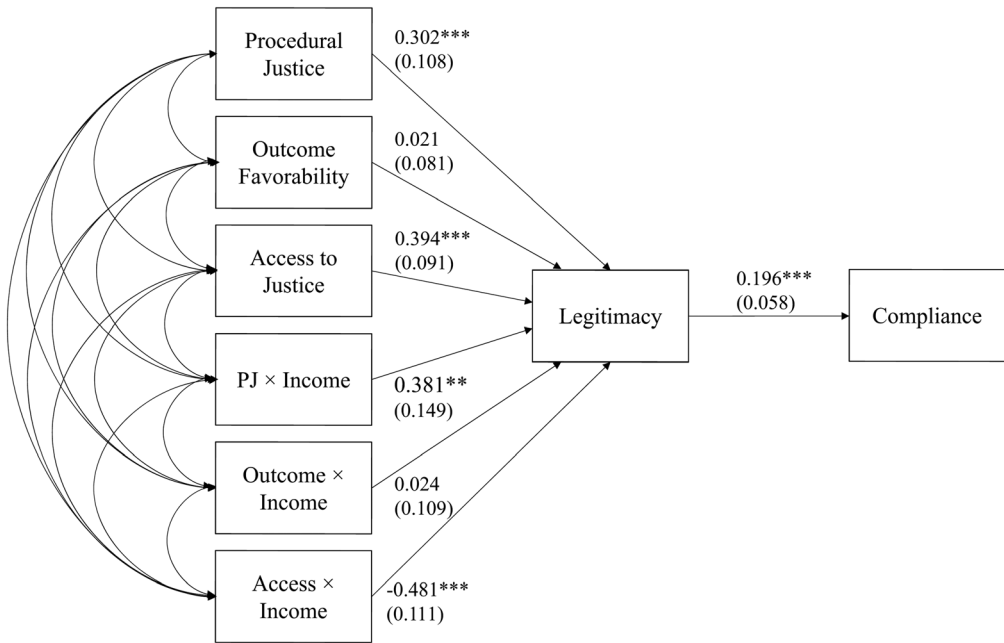 Procedural
Justice
0.302***
(0.108)
Outcome
Favorability
0.021
(0.081)
Access to
Justice
0.394***
(0.091)
Legitimacy
0.196***
(0.058)
Compliance
PJ × Income
0.381**
(0.149)
Outcome ×
Income
0.024
(0.109)
Access ×
Income
-0.481***
(0.111)